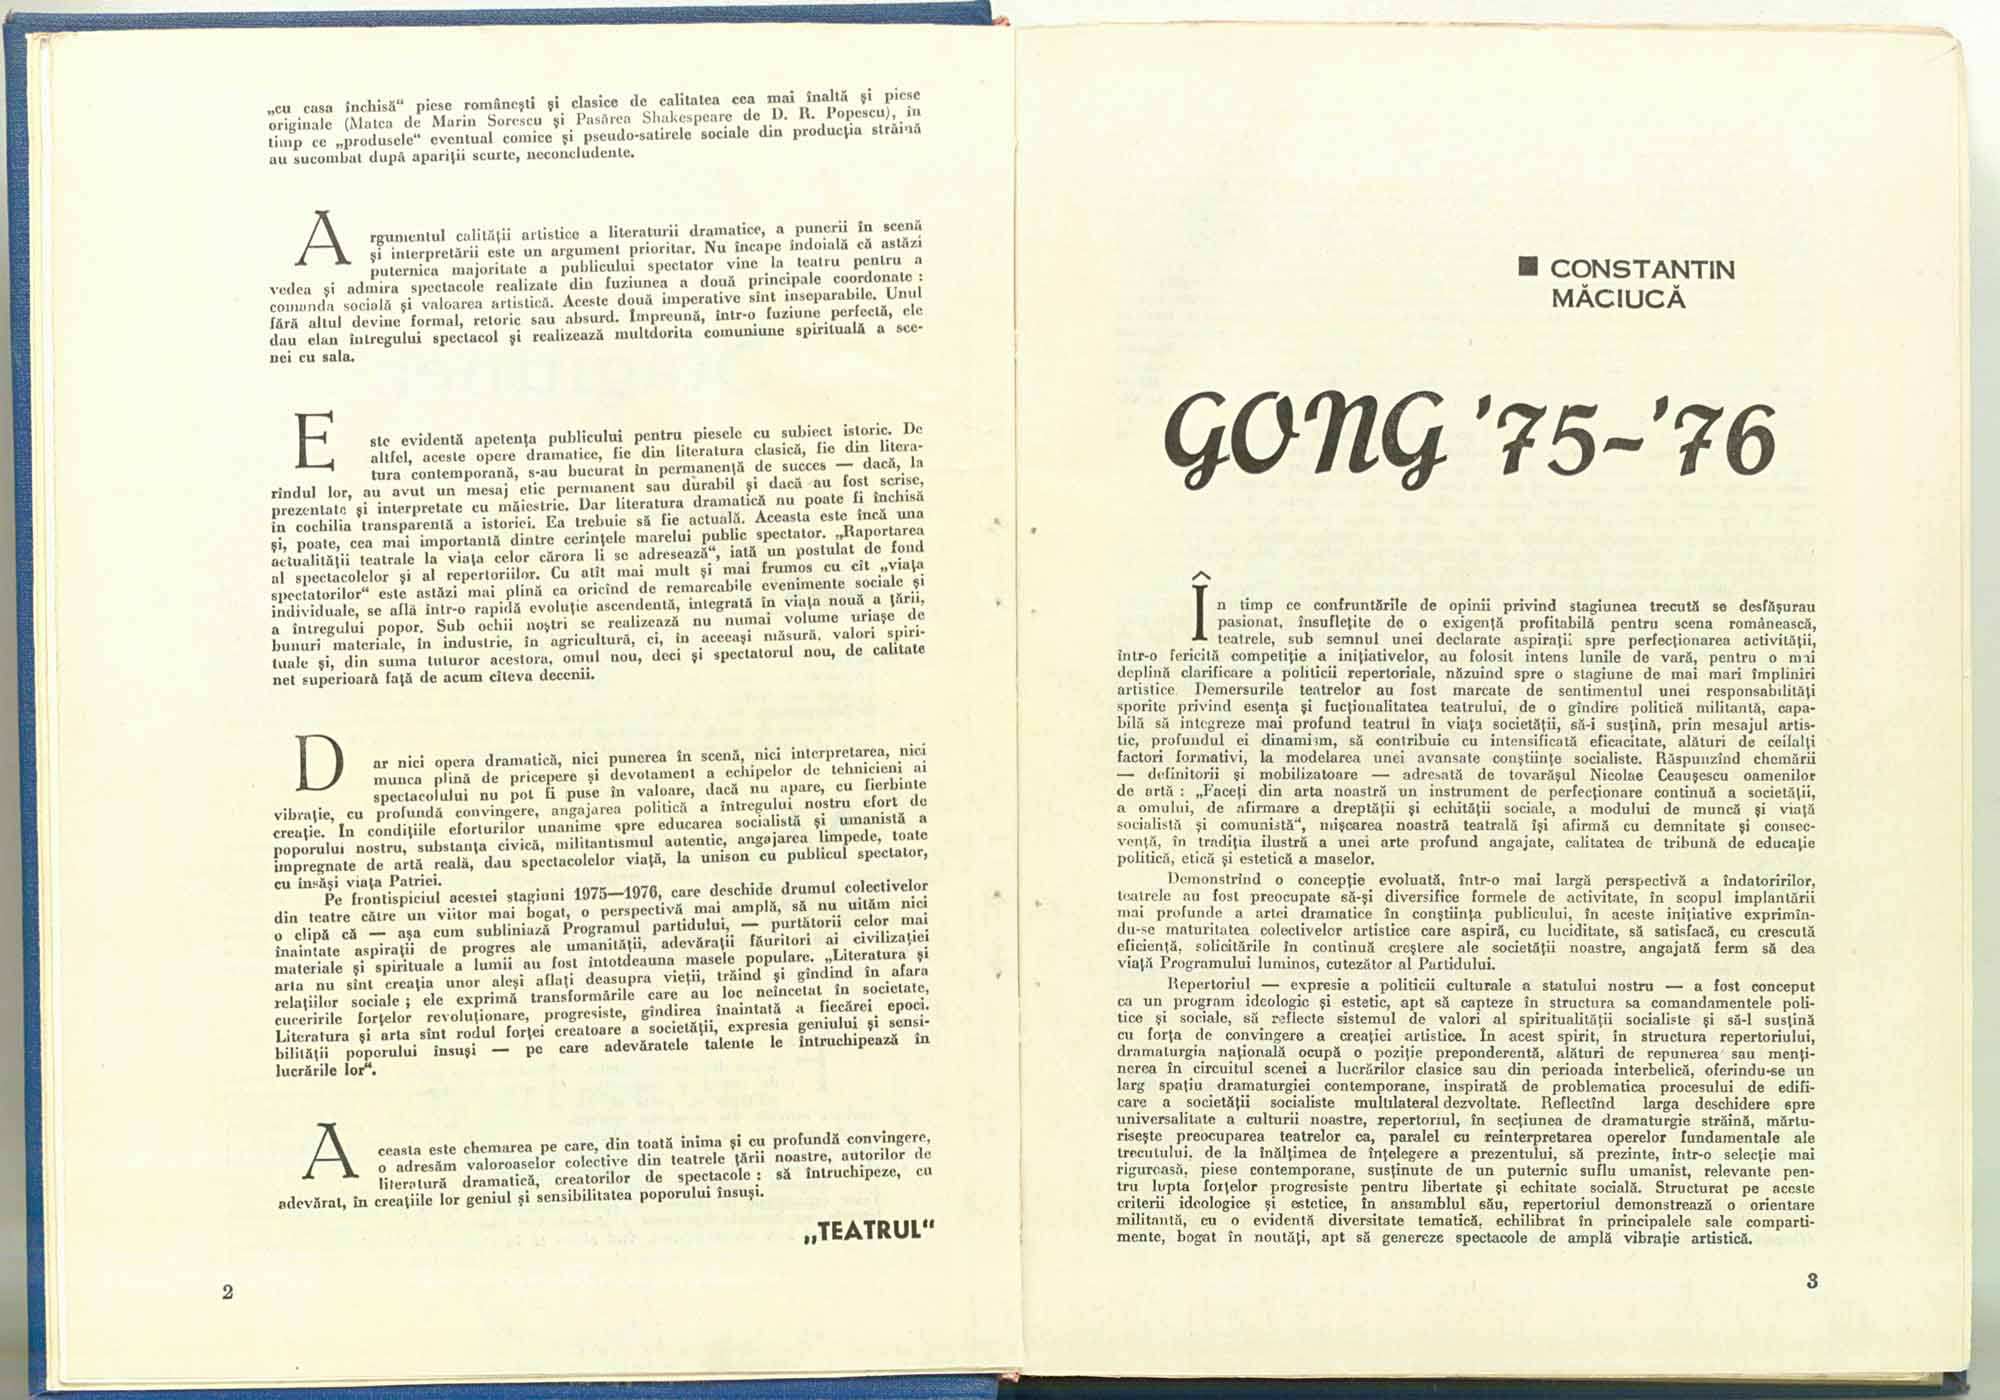 „cu casa închisă“ piese românești și clasice de calitatea cea mai înaltă și piese
originale (Matca de Marin Sorescu și Pasărea Shakespeare de D. R. Popescu), în
timp ce „produsele“ eventual comice și pseudo-satirele sociale din producția străină
au sucombat după apariții scurte, neconcludente.
Argumentul calității artistice a literaturii dramatice, a punerii în scenă
și interpretării este un argument prioritar. Nu încape îndoială că astăzi
puternica majoritate a publicului spectator vine la teatru pentru a
vedea și admira spectacole realizate din fuziunea a două principale coordonate :
comanda socială și valoarea artistică. Aceste două imperative sînt inseparabile. Unul
fără altul devine formal, retoric sau absurd. Împreună, într-o fuziune perfectă, ele
dau elan întregului spectacol și realizează multdorita comuniune spirituală a sce-
nei cu sala.
Este evidentă apetența publicului pentru piesele cu subiect istoric. De
altfel, aceste opere dramatice, fie din literatura clasică, fie din litera-
tura contemporană, s-au bucurat în permanență de succes — dacă, la
rîndul lor, au avut un mesaj etic permanent sau durabil și dacă au fost scrise,
prezentate și interpretate cu măiestrie. Dar literatura dramatică nu poate fi închisă
în cochilia transparentă a istoriei. Ea trebuie să fie actuală. Aceasta este încă una
și, poate, cea mai importantă dintre cerințele marelui public spectator. „Raportarea
actualității teatrale la viața celor cărora li se adresează“, iată un postulat de fond
al spectacolelor și al repertoriilor. Cu atît mai mult și mai frumos cu cît „viața
spectatorilor“ este astăzi mai plină ca oricînd de remarcabile evenimente sociale și
individuale, se află într-o rapidă evoluție ascendentă, integrată în viața nouă a țării,
a întregului popor. Sub ochii noștri se realizează nu numai volume uriașe de
bunuri materiale, în industrie, în agricultură, ci, în aceeași măsură, valori spiri-
tuale și, din suma tuturor acestora, omul nou, deci și spectatorul nou, de calitate
net superioară față de acum cîteva decenii.
Dar nici opera dramatică, nici punerea în scenă, nici interpretarea, nici
munca plină de pricepere și devotament a echipelor de tehnicieni ai
spectacolului nu pot fi puse în valoare, dacă nu apare, cu fierbinte
vibrație, cu profundă convingere, angajarea politică a întregului nostru efort de
creație. În condițiile eforturilor unanime spre educarea socialistă și umanistă a
poporului nostru, substanța civică, militantismul autentic, angajarea limpede, toate
impregnate de artă reală, dau spectacolelor viață, la unison cu publicul spectator,
cu însăși viața Patriei.
Pe frontispiciul acestei stagiuni 1975—1976, care deschide drumul colectivelor
din teatre către un viitor mai bogat, o perspectivă mai amplă, să nu uităm nici
o clipă că — așa cum subliniază Programul partidului, — purtătorii celor mai
înaintate aspirații de progres ale umanității, adevărații făuritori ai civilizației
materiale și spirituale a lumii au fost întotdeauna masele populare. „Literatura și
arta nu sînt creația unor aleși aflați deasupra vieții, trăind și gîndind în afara
relațiilor sociale ; ele exprimă transformările care au loc neîncetat în societate,
cuceririle forțelor revoluționare, progresiste, gîndirea înaintată a fiecărei epoci.
Literatura și arta sînt rodul forței creatoare a societății, expresia geniului și sensi-
bilității poporului însuși — pe care adevăratele talente le întruchipează în
lucrările lor“.
Aceasta este chemarea pe care, din toată inima și cu profundă convingere,
o adresăm valoroaselor colective din teatrele țării noastre, autorilor de
literatură dramatică, creatorilor de spectacole : să întruchipeze, cu
adevărat, în creațiile lor geniul și sensibilitatea poporului însuși.
„TEATRUL“
2
■ CONSTANTIN
MĂCIUCĂ
GONG ’75-’76
În timp ce confruntările de opinii privind stagiunea trecută se desfășurau
pasionat, însuflețite de o exigență profitabilă pentru scena românească,
teatrele, sub semnul unei declarate aspirații spre perfecționarea activității,
într-o fericită competiție a inițiativelor, au folosit intens lunile de vară, pentru o mai
deplină clarificare a politicii repertoriale, năzuind spre o stagiune de mai mari împliniri
artistice. Demersurile teatrelor au fost marcate de sentimentul unei responsabilități
sporite privind esența și fucționalitatea teatrului, de o gîndire politică militantă, capa-
bilă să integreze mai profund teatrul în viața societății, să-i susțină, prin mesajul artis-
tic, profundul ei dinamism, să contribuie cu intensificată eficacitate, alături de ceilalți
factori formativi, la modelarea unei avansate conștiințe socialiste. Răspunzînd chemării
— definitorii și mobilizatoare — adresată de tovarășul Nicolae Ceaușescu oamenilor
de artă : „Faceți din arta noastră un instrument de perfecționare continuă a societății,
a omului, de afirmare a dreptății și echității sociale, a modului de muncă și viață
socialistă și comunistă“, mișcarea noastră teatrală își afirmă cu demnitate și consec-
vență, în tradiția ilustră a unei arte profund angajate, calitatea de tribună de educație
politică, etică și estetică a maselor.
Demonstrînd o concepție evoluată, într-o mai largă perspectivă a îndatoririlor,
teatrele au fost preocupate să-și diversifice formele de activitate, în scopul implantării
mai profunde a artei dramatice în conștiința publicului, în aceste inițiative exprimîn-
du-se maturitatea colectivelor artistice care aspiră, cu luciditate, să satisfacă, cu crescută
eficiență, solicitările în continuă creștere ale societății noastre, angajată ferm să dea
viață Programului luminos, cutezător al Partidului.
Repertoriul — expresie a politicii culturale a statului nostru — a fost conceput
ca un program ideologic și estetic, apt să capteze în structura sa comandamentele poli-
tice și sociale, să reflecte sistemul de valori al spiritualității socialiste și să-l susțină
cu forța de convingere a creației artistice. În acest spirit, în structura repertoriului,
dramaturgia națională ocupă o poziție preponderentă, alături de repunerea sau menți-
nerea în circuitul scenei a lucrărilor clasice sau din perioada interbelică, oferindu-se un
larg spațiu dramaturgiei contemporane, inspirată de problematica procesului de edifi-
care a societății socialiste multilateral dezvoltate. Reflectînd larga deschidere spre
universalitate a culturii noastre, repertoriul, în secțiunea de dramaturgie străină, mărtu-
risește preocuparea teatrelor ca, paralel cu reinterpretarea operelor fundamentale ale
trecutului, de la înălțimea de înțelegere a prezentului, să prezinte, într-o selecție mai
riguroasă, piese contemporane, susținute de un puternic suflu umanist, relevante pen-
tru lupta forțelor progresiste pentru libertate și echitate socială. Structurat pe aceste
criterii ideologice și estetice, în ansamblul său, repertoriul demonstrează o orientare
militantă, cu o evidentă diversitate tematică, echilibrat în principalele sale comparti-
mente, bogat în noutăți, apt să genereze spectacole de amplă vibrație artistică.
3